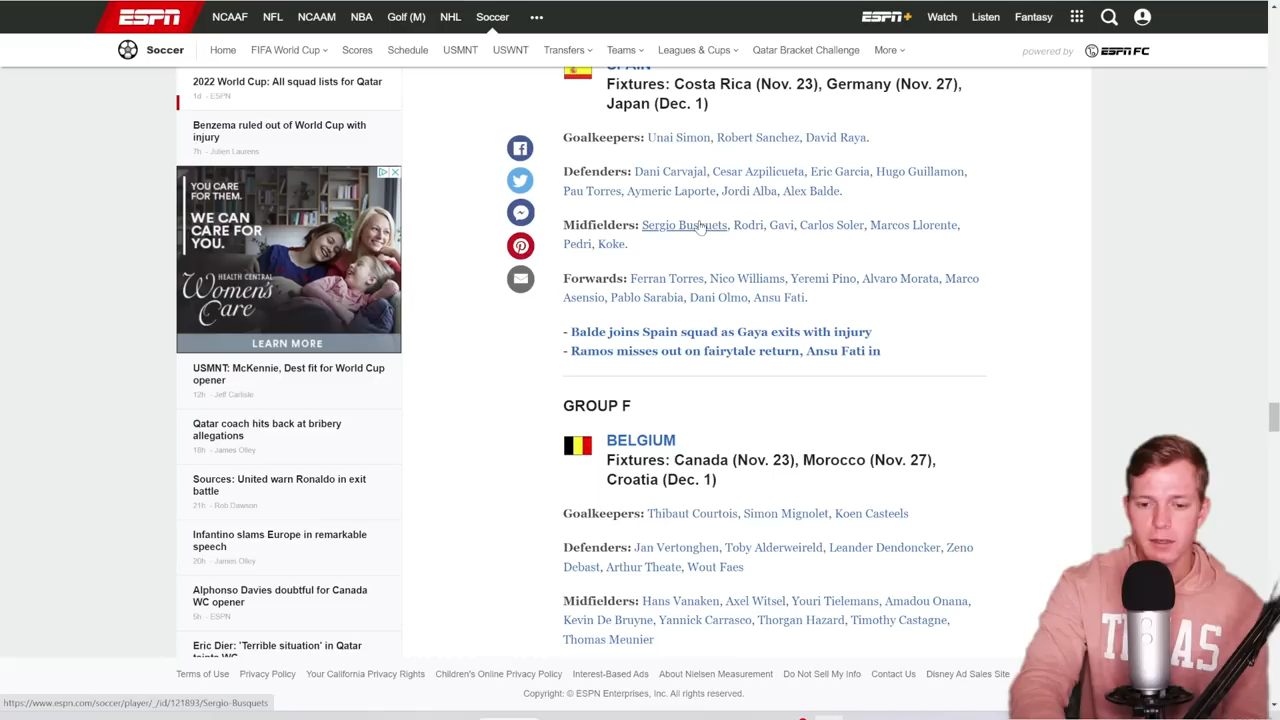 ESPN
NCAAF NFL NCAAM NBA Golf (M) NHL Soccer •••
ESPN+ Watch Listen Fantasy
Soccer Home FIFA World Cup Scores Schedule USMNT USWNT Transfers Teams Leagues & Cups Qatar Bracket Challenge More
powered by ESPN FC
2022 World Cup: All squad lists for Qatar
1d - ESPN
Benzema ruled out of World Cup with
injury
7h - Julien Laurens
YOU CARE
FOR THEM.
WE CAN
CARE FOR
YOU.
HEALTH CENTRAL
Women's
Care
LEARN MORE
USMNT: McKennie, Dest fit for World Cup
opener
12h - Jeff Carlisle
Qatar coach hits back at bribery
allegations
18h - James Olley
Sources: United warn Ronaldo in exit
battle
21h - Rob Dawson
Infantino slams Europe in remarkable
speech
20h - James Olley
Alphonso Davies doubtful for Canada
WC opener
5h - ESPN
Eric Dier: 'Terrible situation' in Qatar
taints WC
SPAIN
Fixtures: Costa Rica (Nov. 23), Germany (Nov. 27),
Japan (Dec. 1)
Goalkeepers: Unai Simon, Robert Sanchez, David Raya.
Defenders: Dani Carvajal, Cesar Azpilicueta, Eric Garcia, Hugo Guillamon,
Pau Torres, Aymeric Laporte, Jordi Alba, Alex Balde.
Midfielders: Sergio Busquets, Rodri, Gavi, Carlos Soler, Marcos Llorente,
Pedri, Koke.
Forwards: Ferran Torres, Nico Williams, Yeremi Pino, Alvaro Morata, Marco
Asensio, Pablo Sarabia, Dani Olmo, Ansu Fati.
- Balde joins Spain squad as Gaya exits with injury
- Ramos misses out on fairytale return, Ansu Fati in
GROUP F
BELGIUM
Fixtures: Canada (Nov. 23), Morocco (Nov. 27),
Croatia (Dec. 1)
Goalkeepers: Thibaut Courtois, Simon Mignolet, Koen Casteels
Defenders: Jan Vertonghen, Toby Alderweireld, Leander Dendoncker, Zeno
Debast, Arthur Theate, Wout Faes
Midfielders: Hans Vanaken, Axel Witsel, Youri Tielemans, Amadou Onana,
Kevin De Bruyne, Yannick Carrasco, Thorgan Hazard, Timothy Castagne,
Thomas Meunier
TEXAS
Terms of Use Privacy Policy Your California Privacy Rights Children's Online Privacy Policy Interest-Based Ads About Nielsen Measurement Do Not Sell My Info Contact Us Disney Ad Sales Site
Copyright: © ESPN Enterprises, Inc. All rights reserved.
https://www.espn.com/soccer/player/_/id/121893/Sergio-Busquets